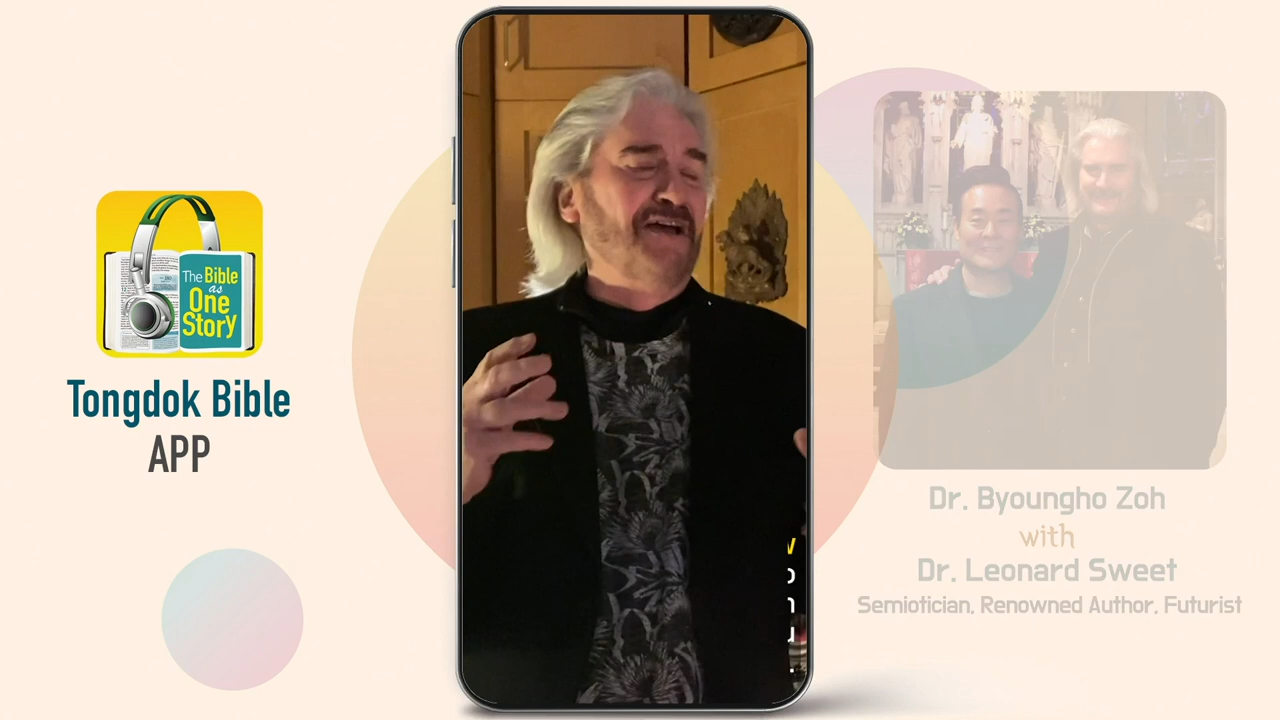 The Bible
as
One
Story
Tongdok Bible
APP
Dr. Byoungho Zoh
with
Dr. Leonard Sweet
Semiotician, Renowned Author, Futurist